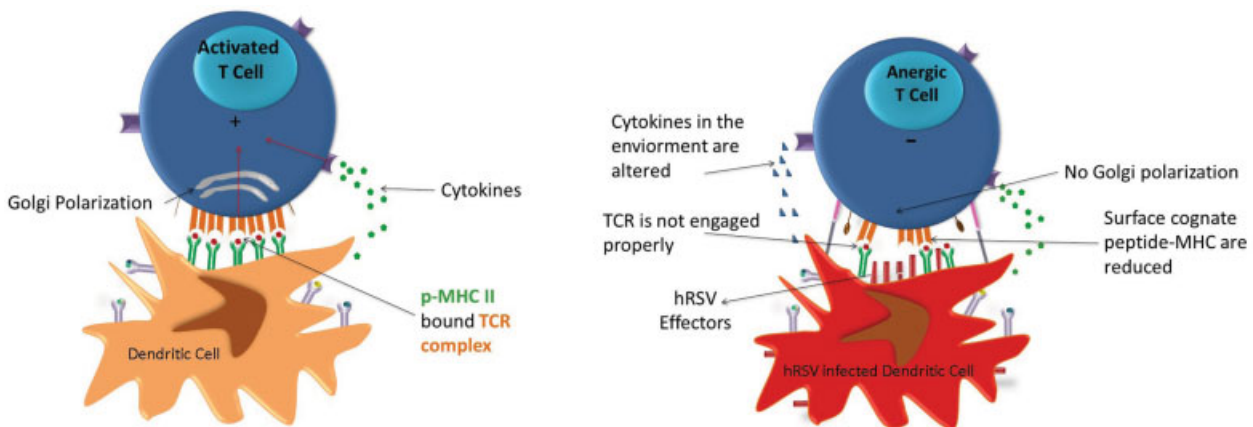 Activated
T Cell
+
Golgi Polarization
Cytokines
p-MHC II
bound TCR
complex
Dendritic Cell
Anergic
T Cell
-
Cytokines in the
enviorment are
altered
No Golgi polarization
TCR is not engaged
properly
Surface cognate
peptide-MHC are
reduced
hRSV
Effectors
hRSV infected Dendritic Cell